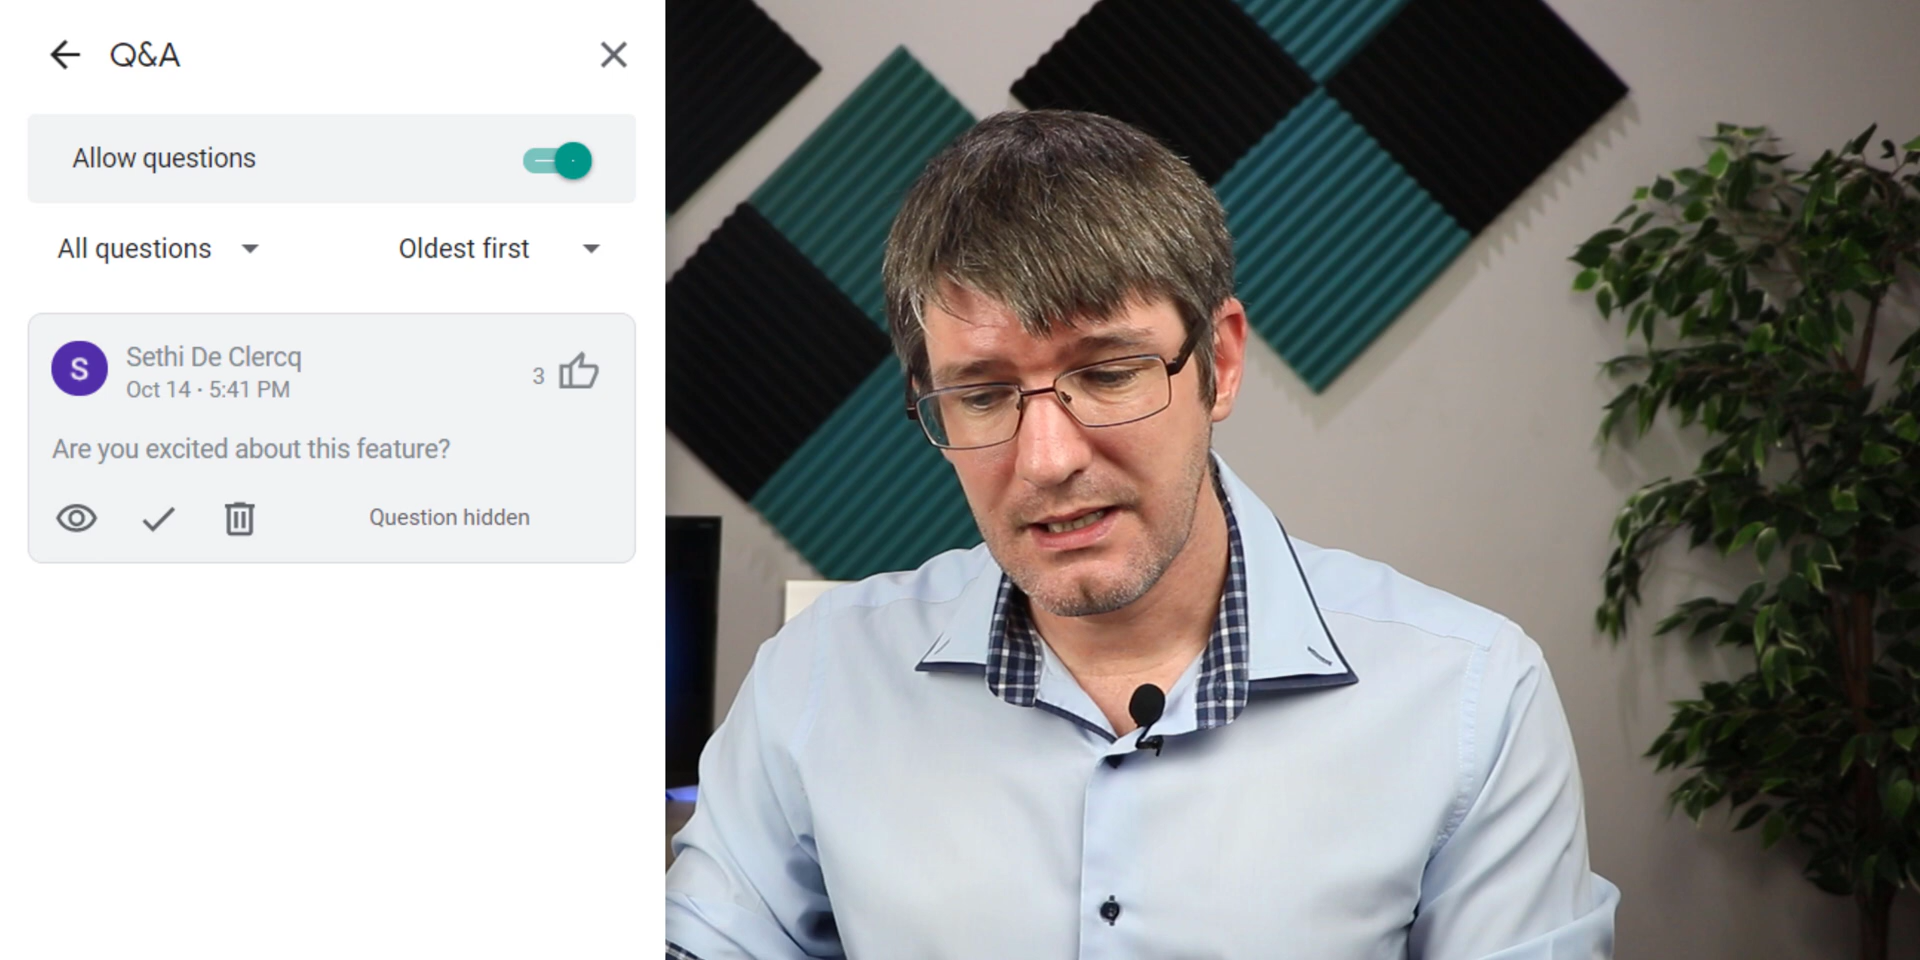 Q&A
Allow questions
All questions Oldest first
S Sethi De Clercq
Oct 14 · 5:41 PM
3
Are you excited about this feature?
Question hidden